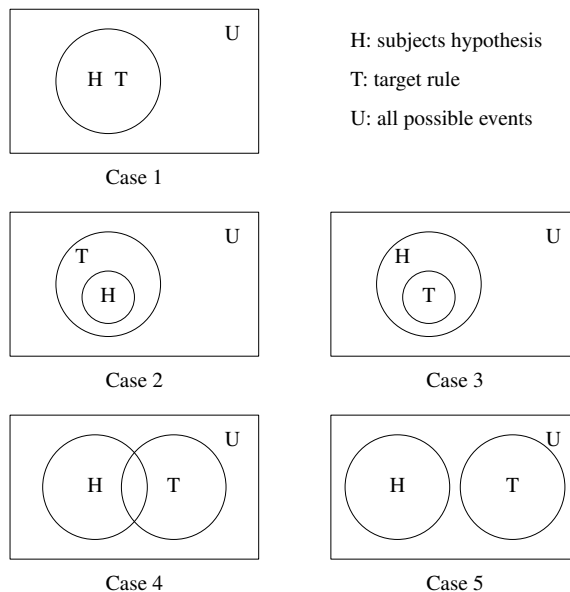 U
H T
Case 1
H: subjects hypothesis
T: target rule
U: all possible events
U
T
H
Case 2
U
H
T
Case 3
U
H T
Case 4
U
H T
Case 5